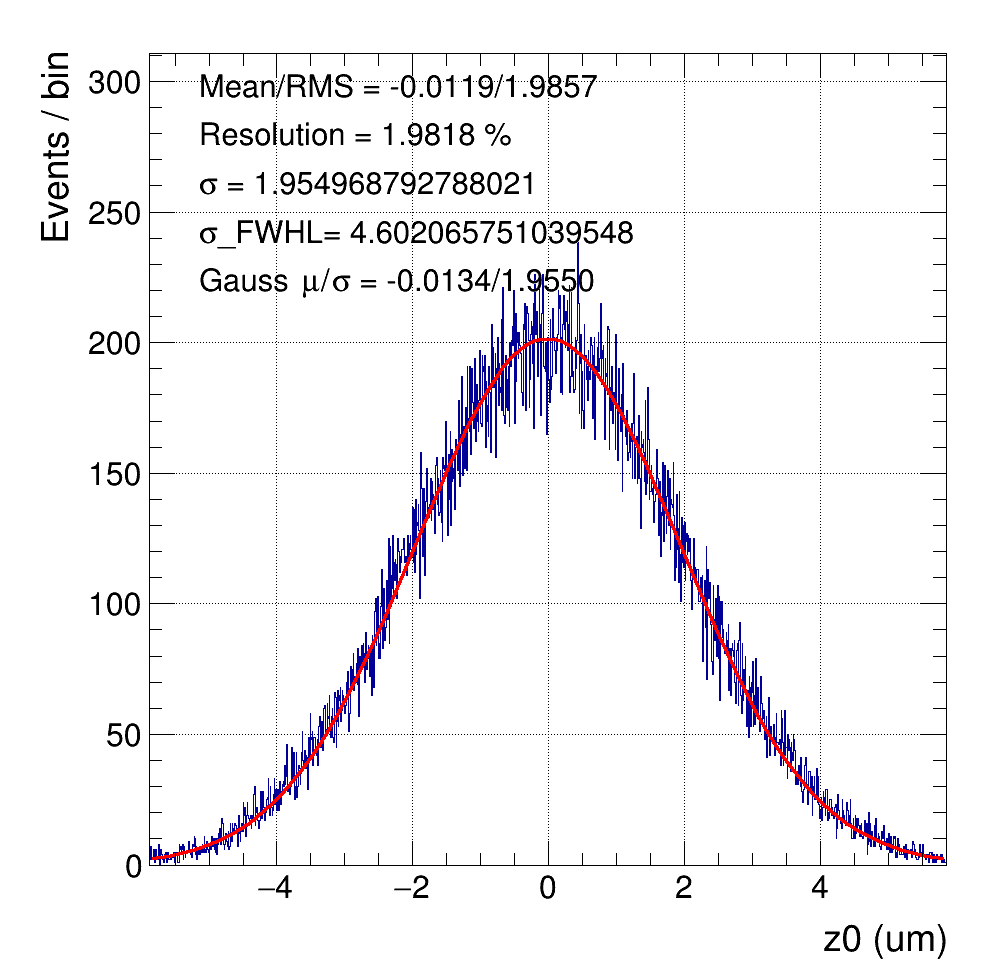 Events / bin
300
250
200
150
100
50
0
Mean/RMS = -0.0119/1.9857
Resolution = 1.9818 %
σ = 1.954968792788021
σ_FWHL= 4.602065751039548
Gauss μ/σ = -0.0134/1.9550
−4 −2 0 2 4
z0 (um)